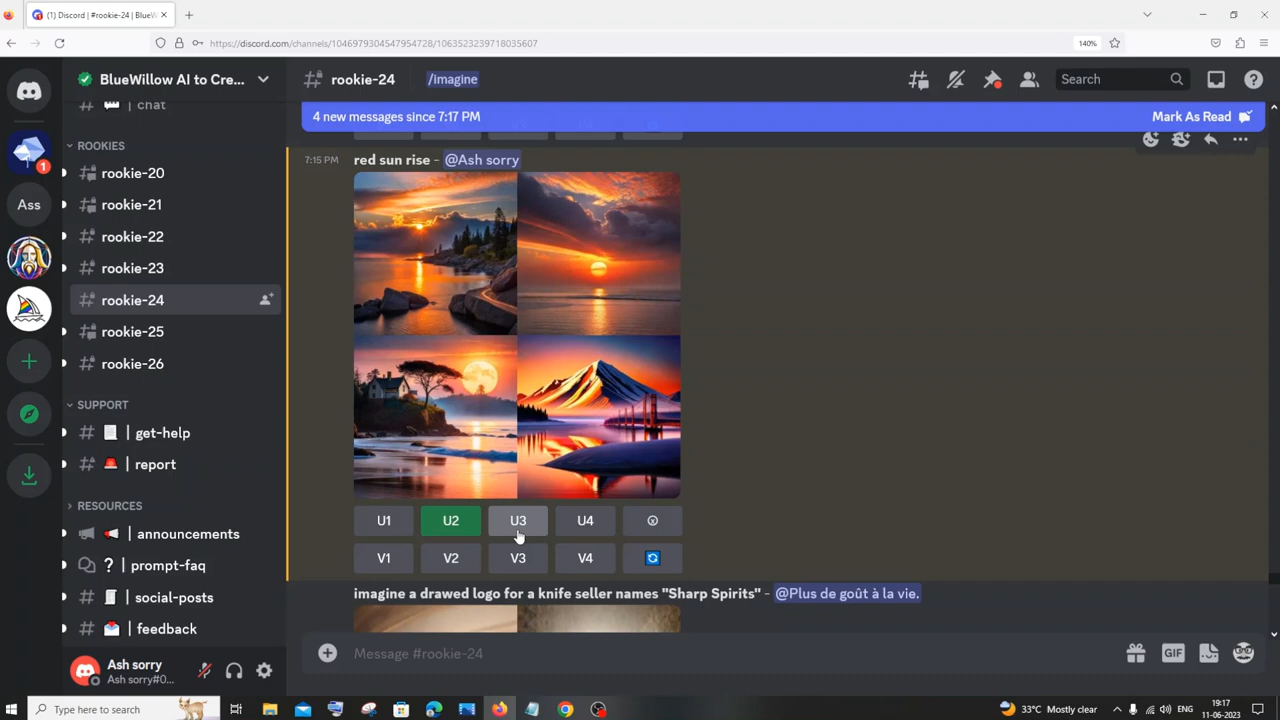 (1) Discord | #rookie-24 | BlueW
https://discord.com/channels/1046979304547954728/1063523239718035607
140%
BlueWillow AI to Cre...
chat
ROOKIES
rookie-20
rookie-21
rookie-22
rookie-23
rookie-24
rookie-25
rookie-26
SUPPORT
get-help
report
RESOURCES
announcements
prompt-faq
social-posts
feedback
Ass
1
Ash sorry
Ash sorry#0...
rookie-24 /imagine
Search
4 new messages since 7:17 PM
Mark As Read
7:15 PM red sun rise - @Ash sorry
U1 U2 U3 U4
V1 V2 V3 V4
imagine a drawed logo for a knife seller names "Sharp Spirits" - @Plus de goût à la vie.
Message #rookie-24
GIF
Type here to search
33°C Mostly clear
ENG
19:17
11-06-2023